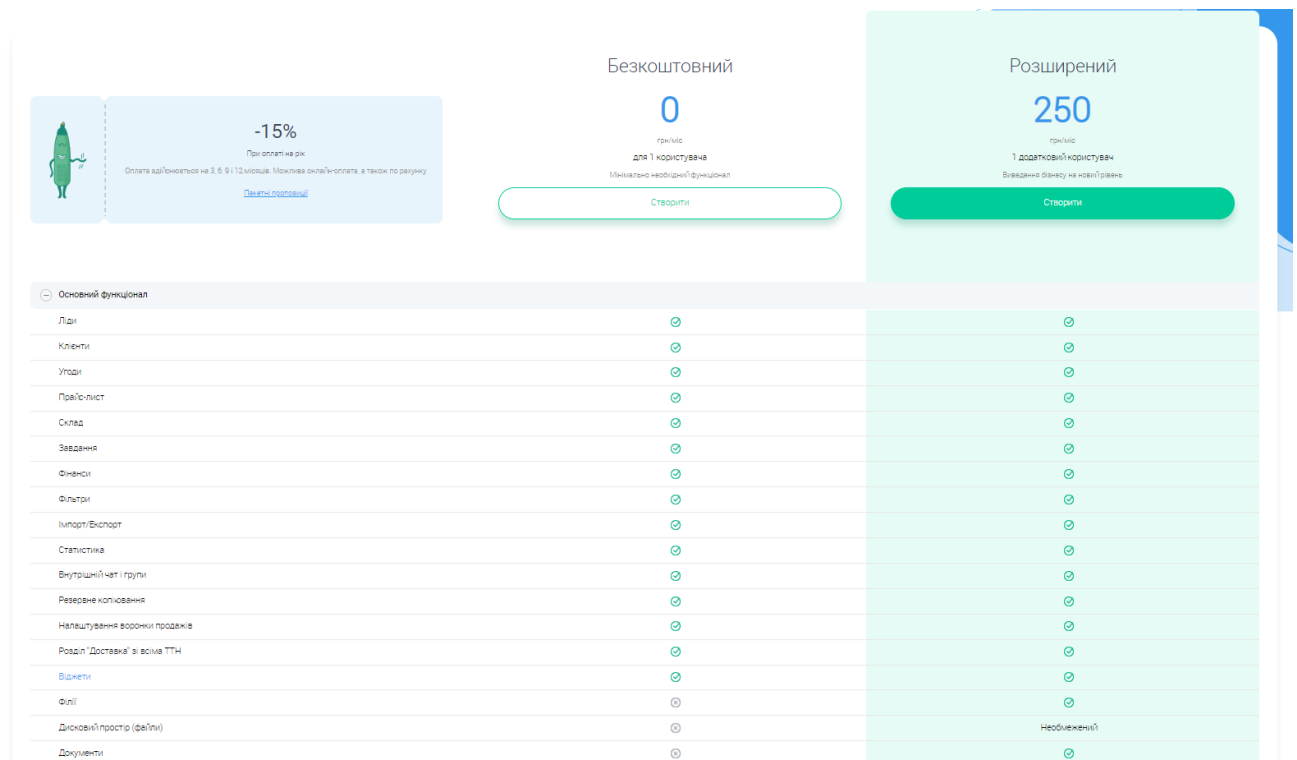 Безкоштовний
Розширений
0
250
грн/міс
грн/міс
для 1 користувача
1 додатковий користувач
Мінімально необхідний функціонал
Виведення бізнесу на новий рівень
Створити
Створити
-15%
При оплаті на рік
Оплата здійснюється на 3, 6, 9 і 12 місяців. Можлива онлайн-оплата, а також по рахунку
Пакетні пропозиції
Основний функціонал
Ліди
Клієнти
Угоди
Прайс-лист
Склад
Завдання
Фінанси
Фільтри
Імпорт/Експорт
Статистика
Внутрішній чат і групи
Резервне копіювання
Налаштування воронки продажів
Розділ "Доставка" зі всіма ТТН
Віджети
Філії
Дисковий простір (файли) Необмежений
Документи